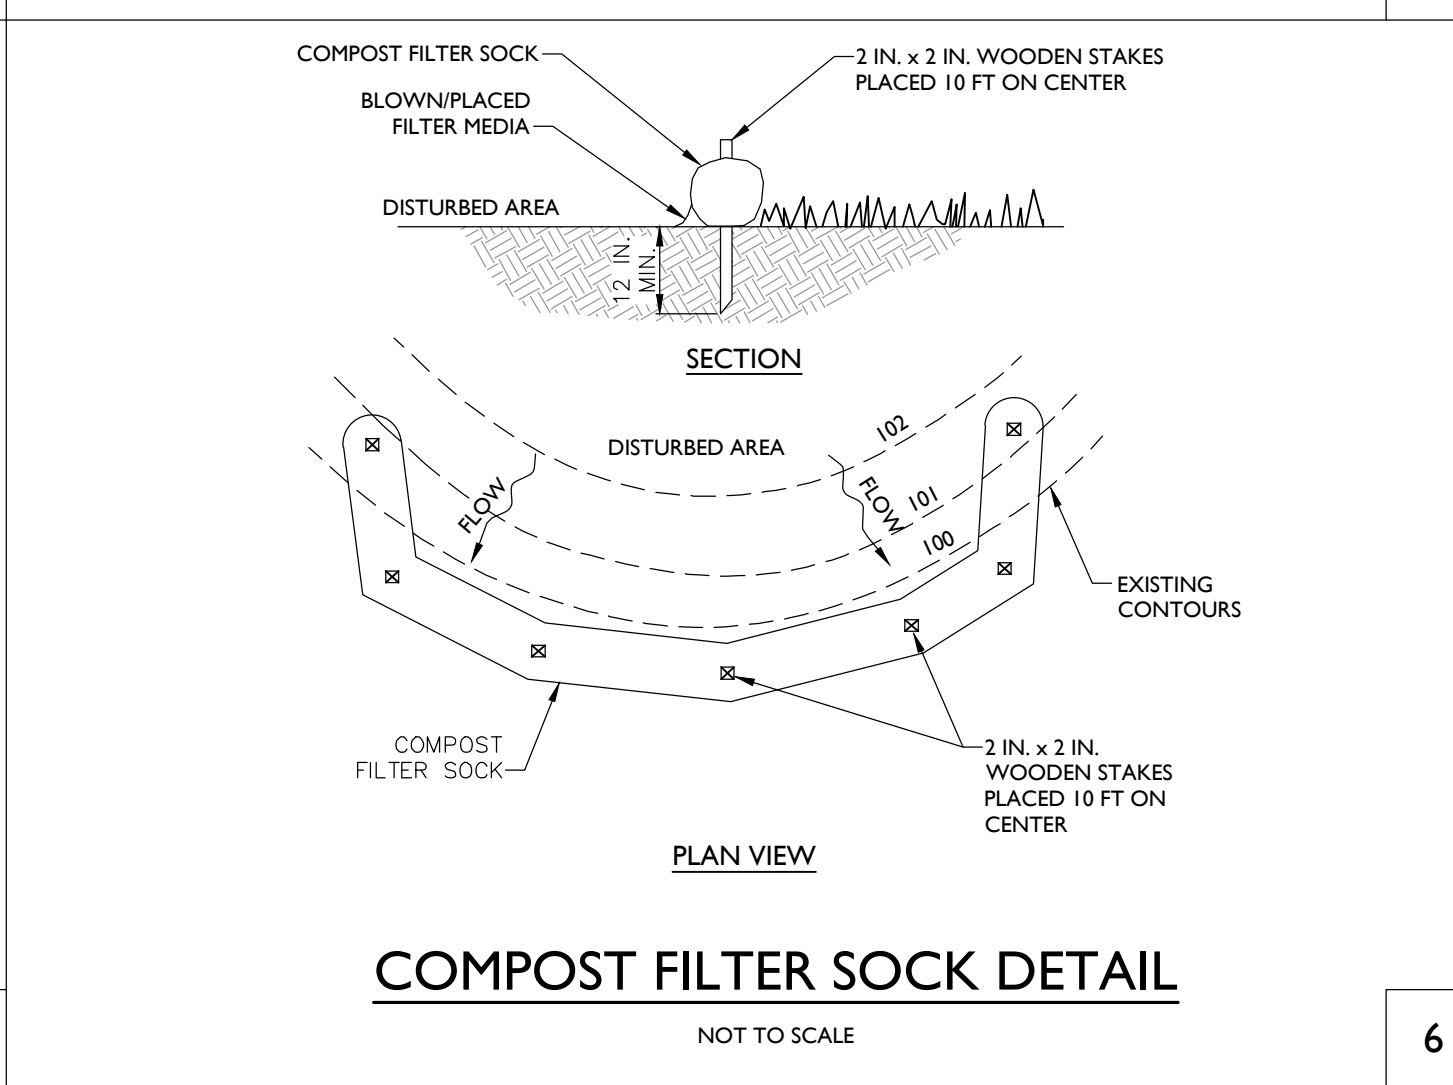 COMPOST FILTER SOCK
2 IN. x 2 IN. WOODEN STAKES
PLACED 10 FT ON CENTER
BLOWN/PLACED
FILTER MEDIA
DISTURBED AREA
12 IN.
MIN.
SECTION
102
DISTURBED AREA
FLOW
FLOW
101
100
EXISTING
CONTOURS
COMPOST
FILTER SOCK
2 IN. x 2 IN.
WOODEN STAKES
PLACED 10 FT ON
CENTER
PLAN VIEW
COMPOST FILTER SOCK DETAIL
NOT TO SCALE
6